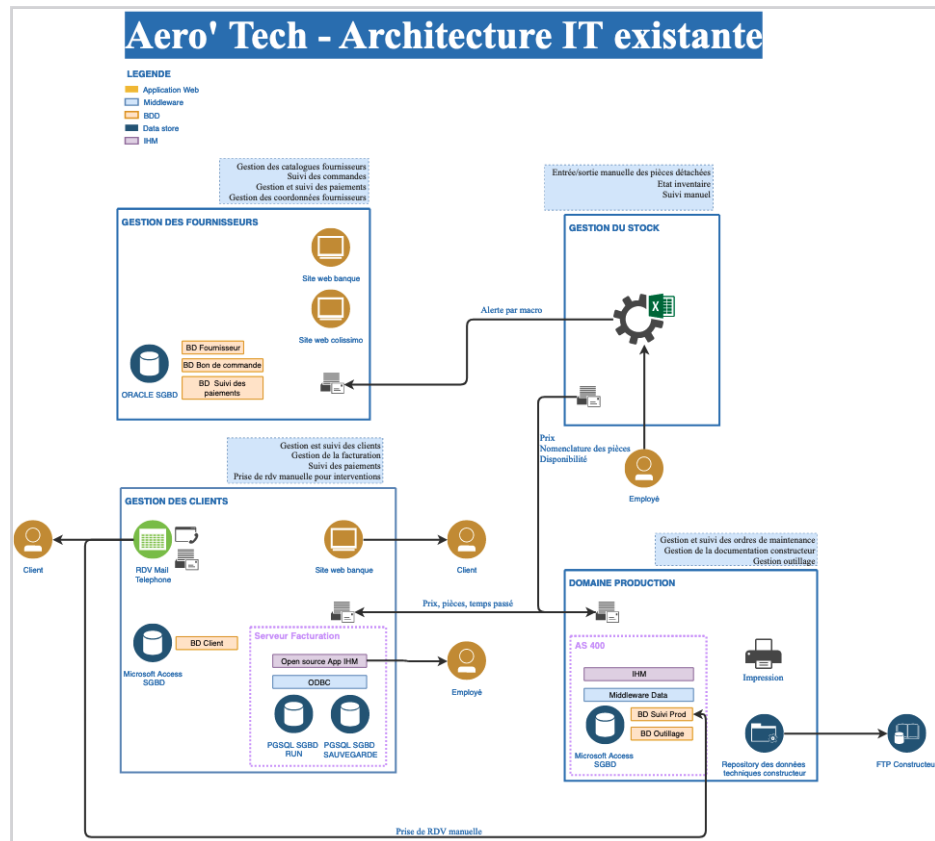 Aero' Tech - Architecture IT existante
LEGENDE
Application Web
Middleware
BDD
Data store
IHM
Gestion des catalogues fournisseurs
Suivi des commandes
Gestion et suivi des paiements
Gestion des coordonnées fournisseurs
GESTION DES FOURNISSEURS
Site web banque
Site web colissimo
ORACLE SGBD
BD Fournisseur
BD Bon de commande
BD Suivi des
paiements
Entrée/sortie manuelle des pièces détachées
Etat inventaire
Suivi manuel
GESTION DU STOCK
Alerte par macro
Prix
Nomenclature des pièces
Disponibilité
Employé
Gestion est suivi des clients
Gestion de la facturation
Suivi des paiements
Prise de rdv manuelle pour interventions
GESTION DES CLIENTS
Client
RDV Mail
Telephone
Site web banque
Client
Prix, pièces, temps passé
Microsoft Access
SGBD
BD Client
Serveur Facturation
Open source App IHM
ODBC
PGSQL SGBD
RUN
PGSQL SGBD
SAUVEGARDE
Employé
Gestion et suivi des ordres de maintenance
Gestion de la documentation constructeur
Gestion outillage
DOMAINE PRODUCTION
AS 400
IHM
Middleware Data
BD Suivi Prod
BD Outillage
Microsoft Access
SGBD
Impression
Repository des données
techniques constructeur
FTP Constructeu
Prise de RDV manuelle